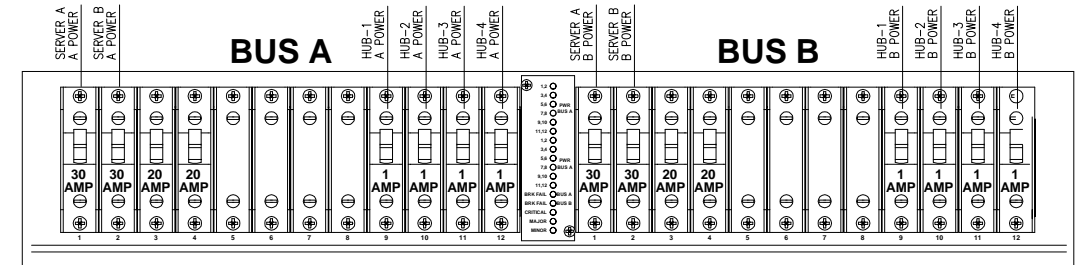 SERVER A
A POWER
SERVER B
A POWER
BUS A
HUB-1
A POWER
HUB-2
A POWER
HUB-3
A POWER
HUB-4
A POWER
SERVER A
B POWER
SERVER B
B POWER
BUS B
HUB-1
B POWER
HUB-2
B POWER
HUB-3
B POWER
HUB-4
B POWER
30 AMP
30 AMP
20 AMP
20 AMP
1 AMP
1 AMP
1 AMP
1 AMP
1,2
3,4
5,6 PWR
7,8 BUS A
9,10
11,12
1,2
3,4
5,6 PWR
7,8 BUS A
9,10
11,12
BRK FAIL BUS A
BRK FAIL BUS B
CRITICAL
MAJOR
MINOR
30 AMP
30 AMP
20 AMP
20 AMP
1 AMP
1 AMP
1 AMP
1 AMP
1 2 3 4 5 6 7 8 9 10 11 12
1 2 3 4 5 6 7 8 9 10 11 12